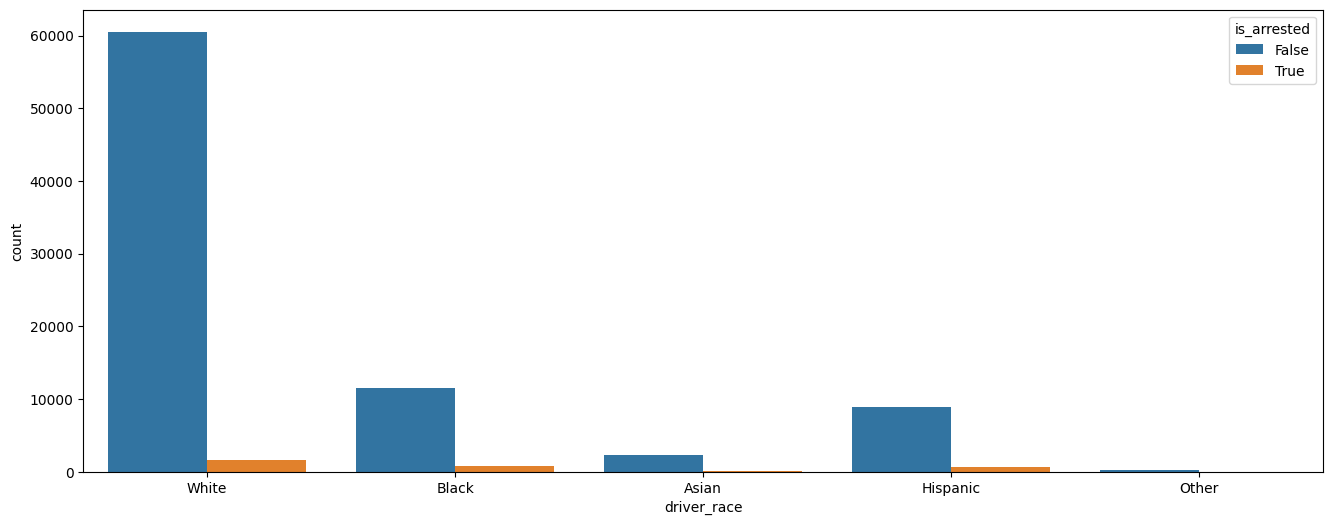 is_arrested
False
True
60000
50000
40000
30000
20000
10000
0
count
White Black Asian Hispanic Other
driver_race